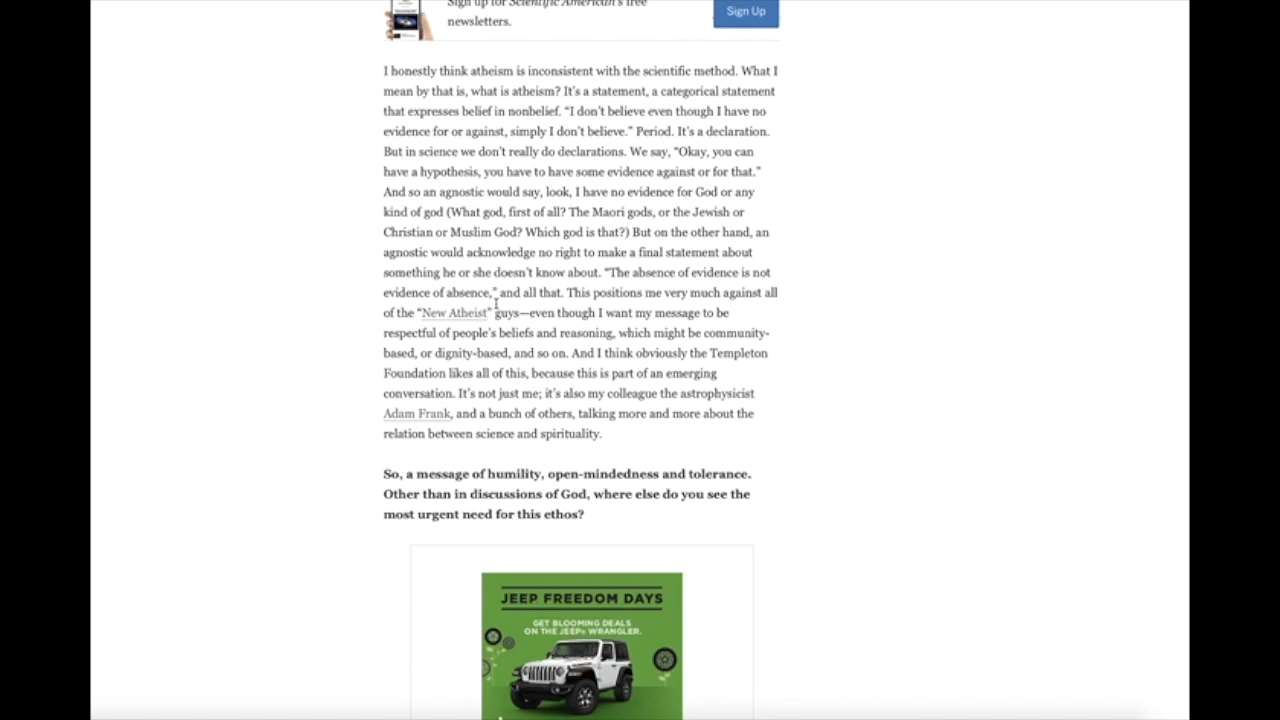 Sign up for Scientific American's free
newsletters.
Sign Up
I honestly think atheism is inconsistent with the scientific method. What I
mean by that is, what is atheism? It's a statement, a categorical statement
that expresses belief in nonbelief. “I don't believe even though I have no
evidence for or against, simply I don't believe.” Period. It's a declaration.
But in science we don't really do declarations. We say, “Okay, you can
have a hypothesis, you have to have some evidence against or for that.”
And so an agnostic would say, look, I have no evidence for God or any
kind of god (What god, first of all? The Maori gods, or the Jewish or
Christian or Muslim God? Which god is that?) But on the other hand, an
agnostic would acknowledge no right to make a final statement about
something he or she doesn't know about. “The absence of evidence is not
evidence of absence,” and all that. This positions me very much against all
of the “New Atheist” guys—even though I want my message to be
respectful of people's beliefs and reasoning, which might be community-
based, or dignity-based, and so on. And I think obviously the Templeton
Foundation likes all of this, because this is part of an emerging
conversation. It's not just me; it's also my colleague the astrophysicist
Adam Frank, and a bunch of others, talking more and more about the
relation between science and spirituality.
So, a message of humility, open-mindedness and tolerance.
Other than in discussions of God, where else do you see the
most urgent need for this ethos?
JEEP FREEDOM DAYS
GET BLOOMING DEALS
ON THE JEEP® WRANGLER.